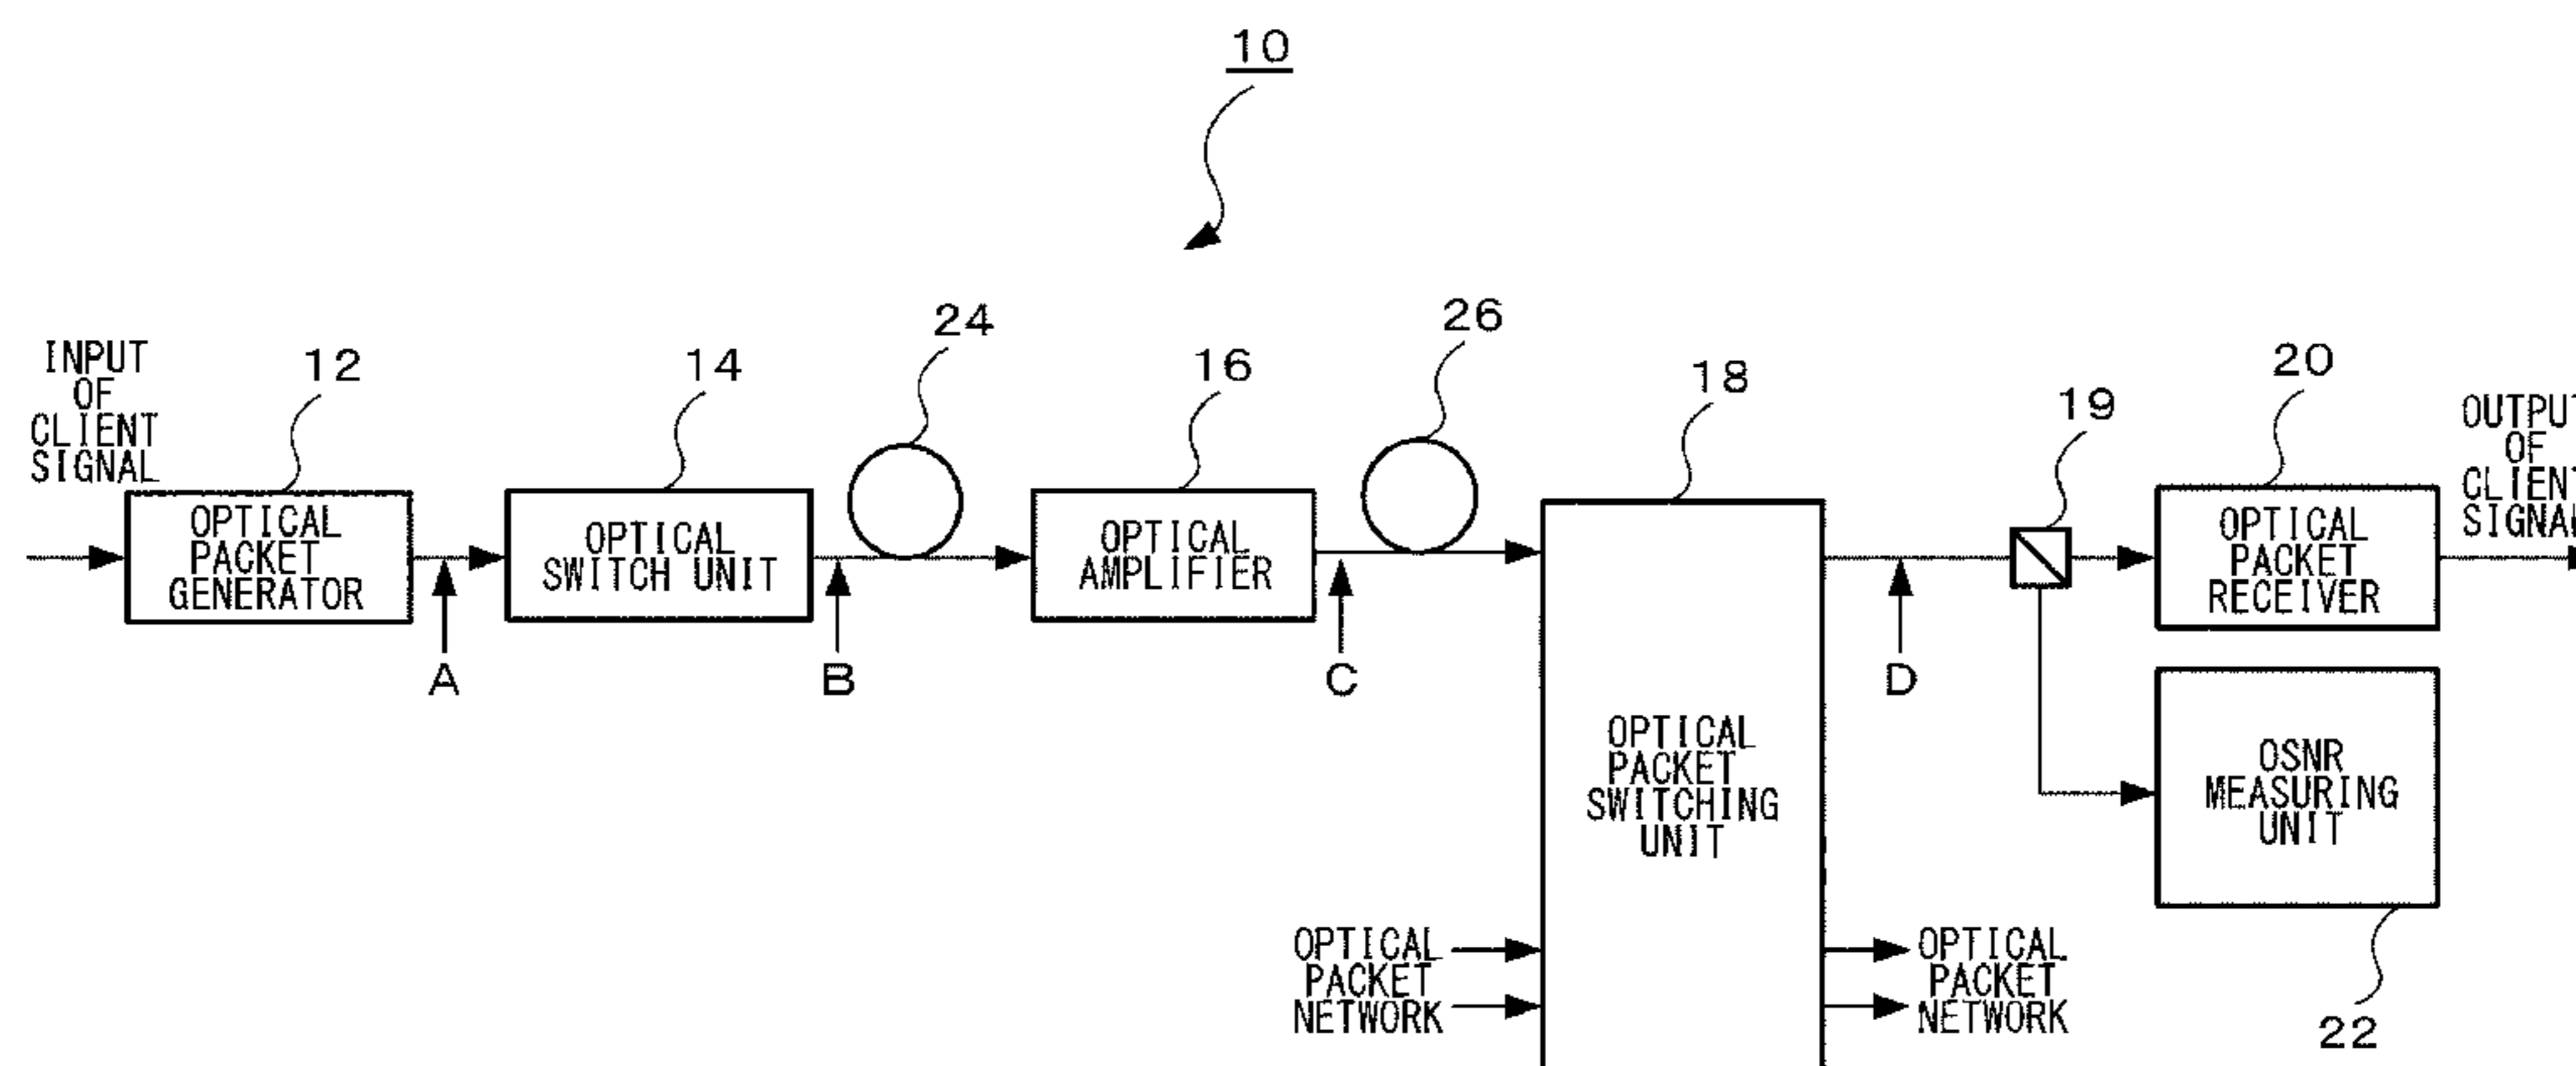 10
24
26
INPUT
OF
CLIENT
SIGNAL
12
14
16
18
19
20
OUTPUT
OF
CLIENT
SIGNAL
OPTICAL
PACKET
GENERATOR
OPTICAL
SWITCH UNIT
OPTICAL
AMPLIFIER
OPTICAL
PACKET
RECEIVER
A
B
C
D
OPTICAL
PACKET
SWITCHING
UNIT
OSNR
MEASURING
UNIT
OPTICAL
PACKET
NETWORK
OPTICAL
PACKET
NETWORK
22